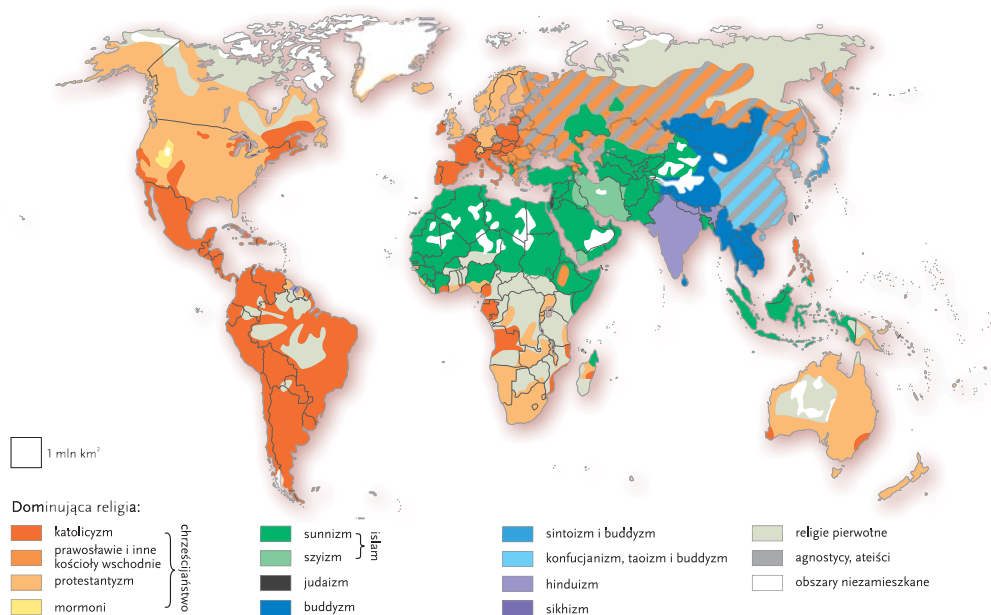 1 mln km²
Dominująca religia:
katolicyzm
prawosławie i inne
kościoły wschodnie
protestantyzm
mormoni
chrześcijaństwo
sunnizm
szyizm
islam
judaizm
buddyzm
sintoizm i buddyzm
konfucjanizm, taoizm i buddyzm
hinduizm
sikhizm
religie pierwotne
agnostycy, ateiści
obszary niezamieszkane